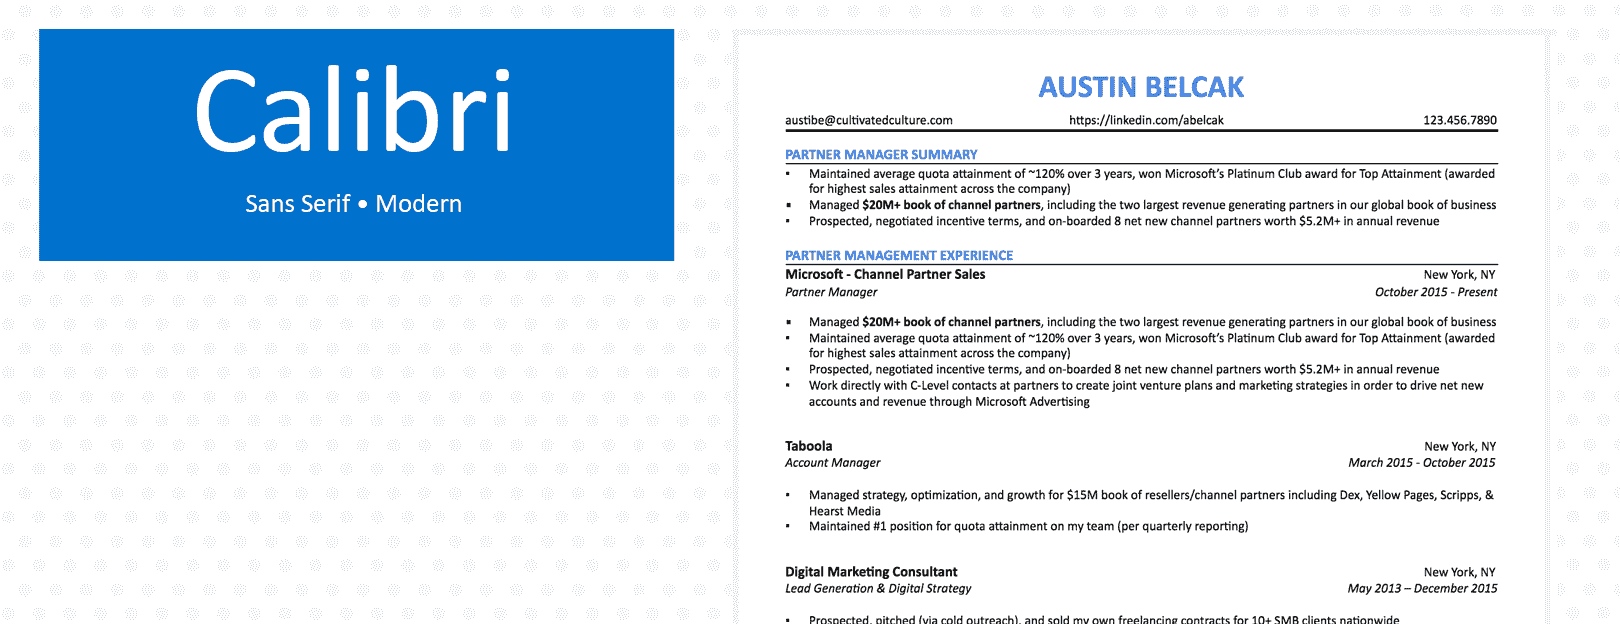 Calibri
Sans Serif • Modern
AUSTIN BELCAK
austibe@cultivatedculture.com https://linkedin.com/abelcak 123.456.7890
PARTNER MANAGER SUMMARY
▪ Maintained average quota attainment of ~120% over 3 years, won Microsoft's Platinum Club award for Top Attainment (awarded
for highest sales attainment across the company)
▪ Managed $20M+ book of channel partners, including the two largest revenue generating partners in our global book of business
▪ Prospected, negotiated incentive terms, and on-boarded 8 net new channel partners worth $5.2M+ in annual revenue
PARTNER MANAGEMENT EXPERIENCE
Microsoft - Channel Partner Sales New York, NY
Partner Manager October 2015 - Present
▪ Managed $20M+ book of channel partners, including the two largest revenue generating partners in our global book of business
▪ Maintained average quota attainment of ~120% over 3 years, won Microsoft's Platinum Club award for Top Attainment (awarded
for highest sales attainment across the company)
▪ Prospected, negotiated incentive terms, and on-boarded 8 net new channel partners worth $5.2M+ in annual revenue
▪ Work directly with C-Level contacts at partners to create joint venture plans and marketing strategies in order to drive net new
accounts and revenue through Microsoft Advertising
Taboola New York, NY
Account Manager March 2015 - October 2015
▪ Managed strategy, optimization, and growth for $15M book of resellers/channel partners including Dex, Yellow Pages, Scripps, &
Hearst Media
▪ Maintained #1 position for quota attainment on my team (per quarterly reporting)
Digital Marketing Consultant New York, NY
Lead Generation & Digital Strategy May 2013 – December 2015
▪ Prospected, pitched (via cold outreach), and sold my own freelancing contracts for 10+ SMB clients nationwide